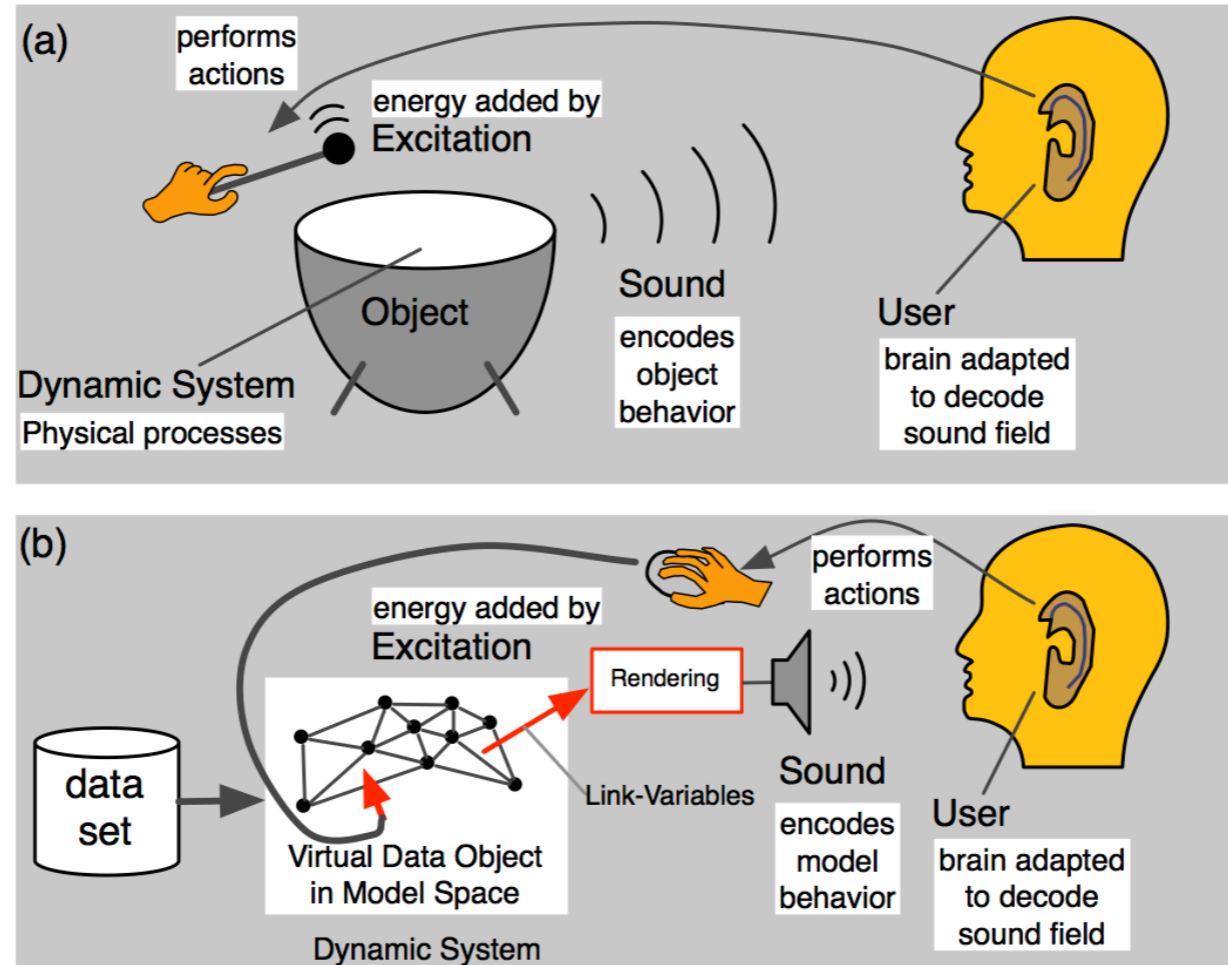 (a)
performs
actions
energy added by
Excitation
Object
Sound
encodes
object
behavior
User
brain adapted
to decode
sound field
Dynamic System
Physical processes
(b)
performs
actions
energy added by
Excitation
Rendering
data
set
Link-Variables
Virtual Data Object
in Model Space
Dynamic System
Sound
encodes
model
behavior
User
brain adapted
to decode
sound field